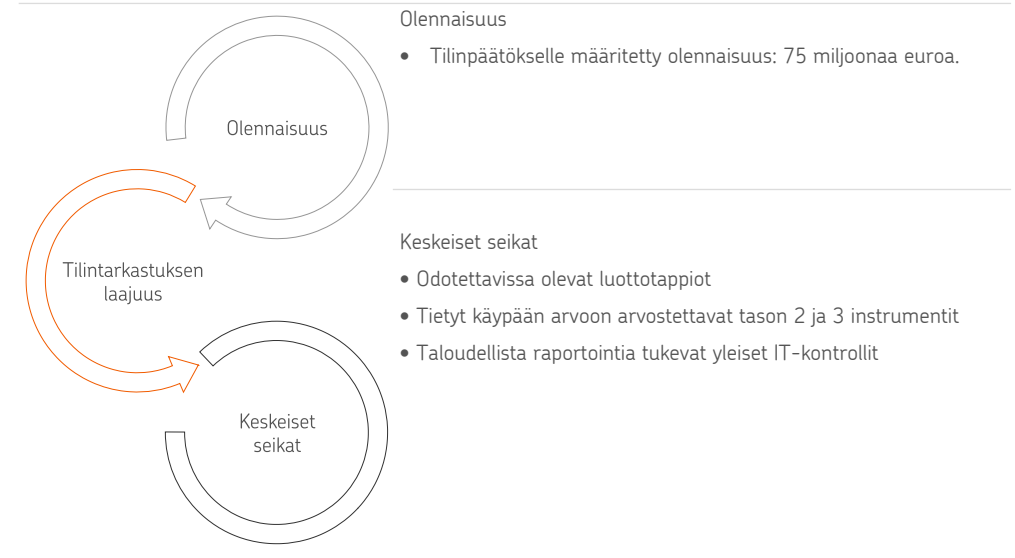 Olennaisuus
• Tilinpäätökselle määritetty olennaisuus: 75 miljoonaa euroa.
Olennaisuus
Tilintarkastuksen
laajuus
Keskeiset seikat
• Odotettavissa olevat luottotappiot
• Tietyt käypään arvoon arvostettavat tason 2 ja 3 instrumentit
• Taloudellista raportointia tukevat yleiset IT-kontrollit
Keskeiset
seikat